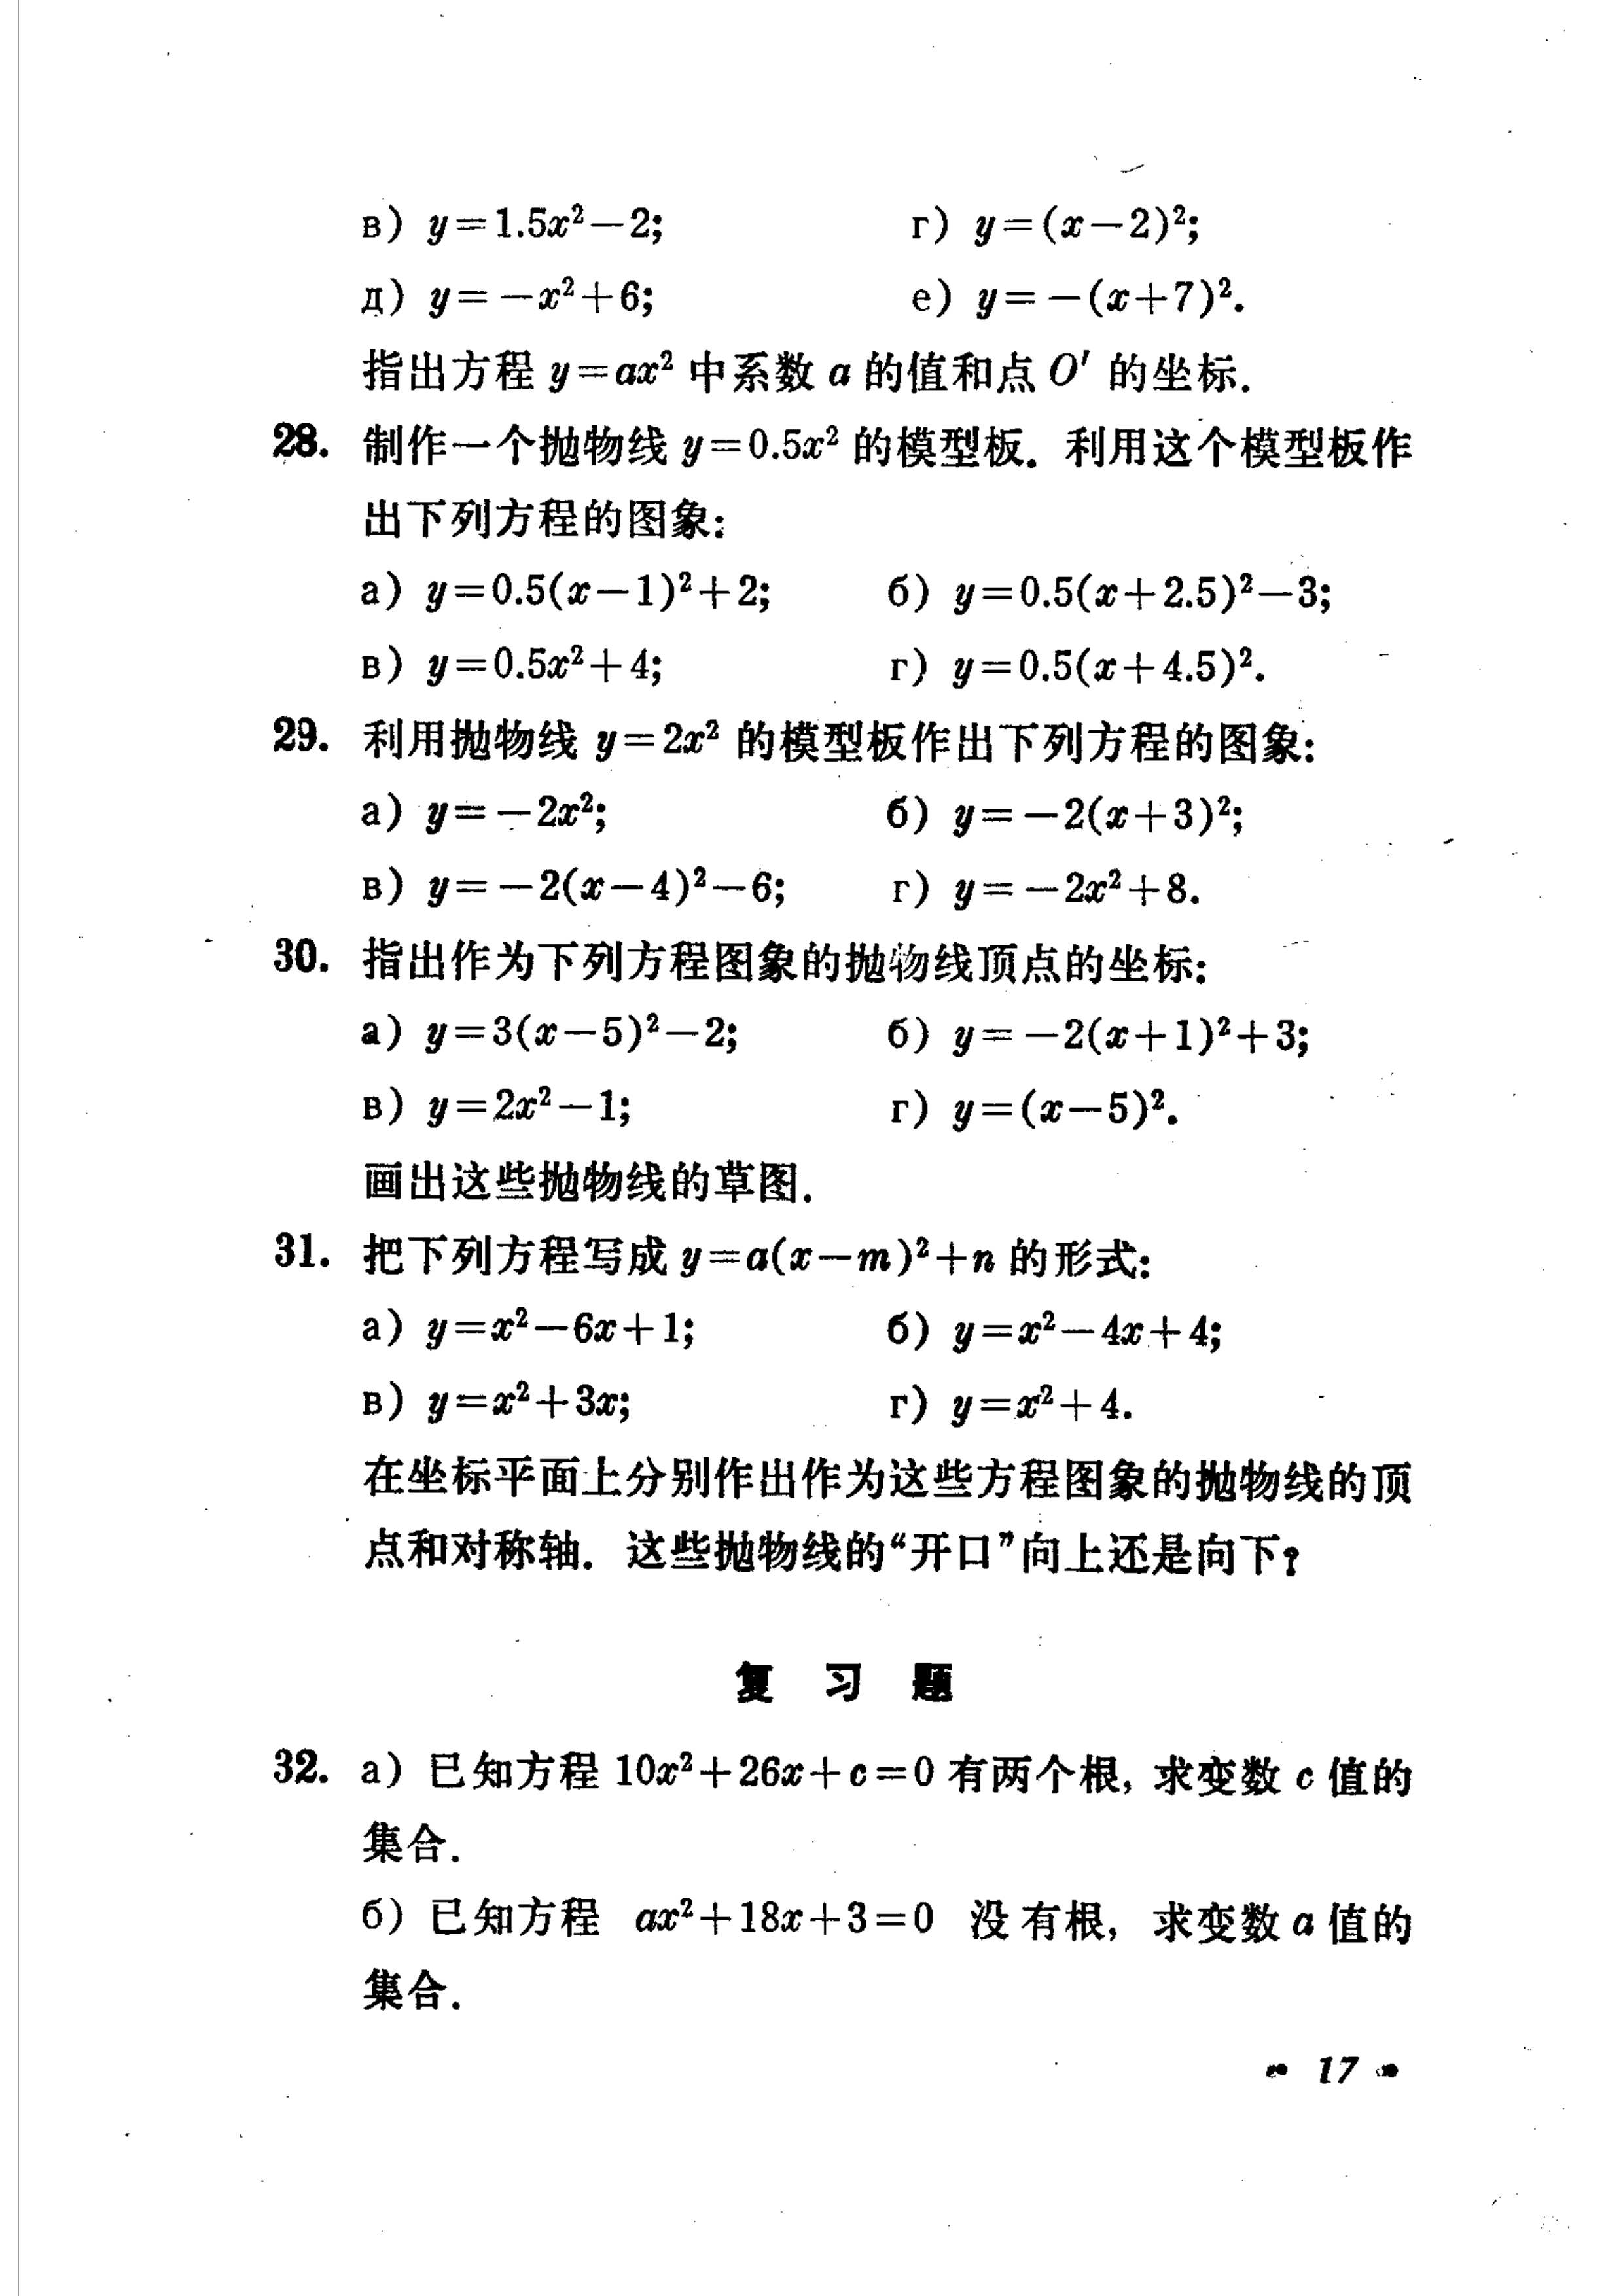 в) y=1.5x²−2; г) y=(x−2)²;
д) y=−x²+6; е) y=−(x+7)².
指出方程 y=ax² 中系数 a 的值和点 O′ 的坐标.
28. 制作一个抛物线 y=0.5x² 的模型板. 利用这个模型板作
出下列方程的图象:
а) y=0.5(x−1)²+2; б) y=0.5(x+2.5)²−3;
в) y=0.5x²+4; г) y=0.5(x+4.5)².
29. 利用抛物线 y=2x² 的模型板作出下列方程的图象:
а) y=−2x²; б) y=−2(x+3)²;
в) y=−2(x−4)²−6; г) y=−2x²+8.
30. 指出作为下列方程图象的抛物线顶点的坐标:
а) y=3(x−5)²−2; б) y=−2(x+1)²+3;
в) y=2x²−1; г) y=(x−5)².
画出这些抛物线的草图.
31. 把下列方程写成 y=a(x−m)²+n 的形式:
а) y=x²−6x+1; б) y=x²−4x+4;
в) y=x²+3x; г) y=x²+4.
在坐标平面上分别作出作为这些方程图象的抛物线的顶
点和对称轴. 这些抛物线的“开口”向上还是向下?
复 习 题
32. а) 已知方程 10x²+26x+c=0 有两个根, 求变数 c 值的
集合.
б) 已知方程 ax²+18x+3=0 没有根, 求变数 a 值的
集合.
• 17 •